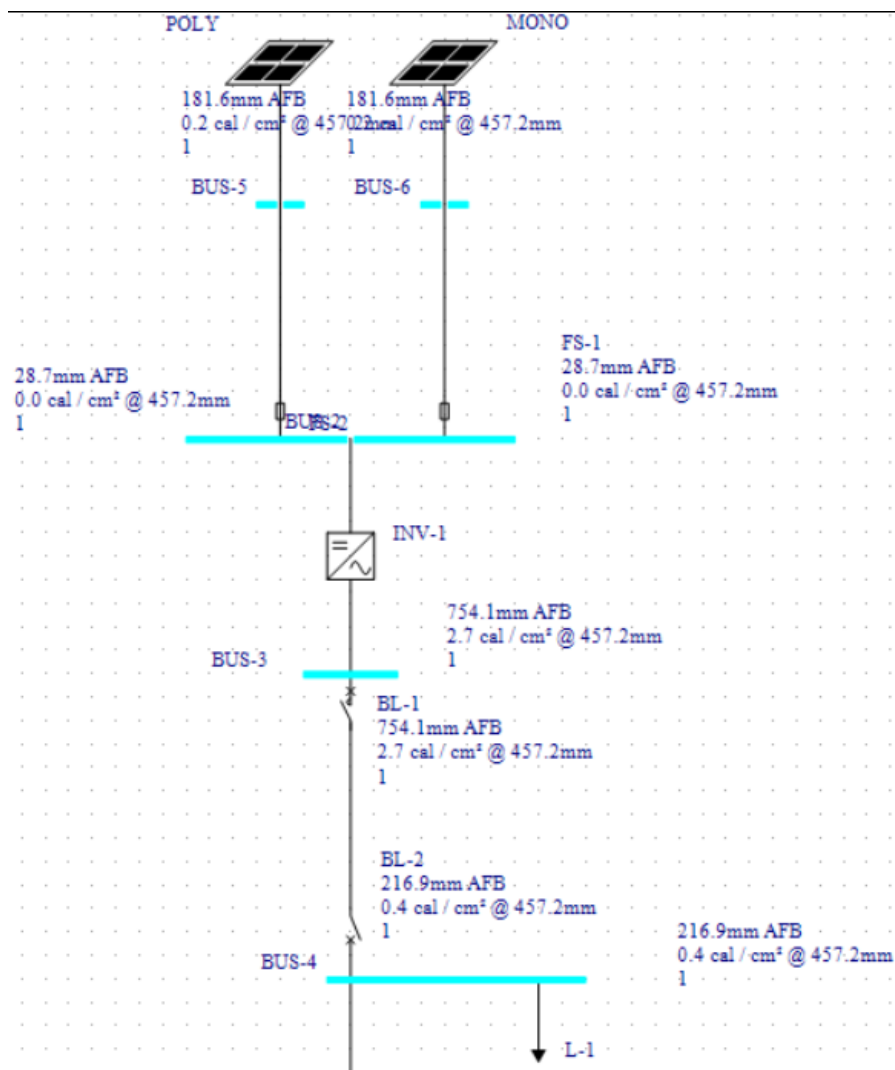 POLY
MONO
181.6mm AFB
0.2 cal / cm² @ 457.2mm
1
181.6mm AFB
0.2 cal / cm² @ 457.2mm
1
BUS-5
BUS-6
FS-1
28.7mm AFB
0.0 cal / cm² @ 457.2mm
1
28.7mm AFB
0.0 cal / cm² @ 457.2mm
1
BUS-2
FS-2
INV-1
754.1mm AFB
2.7 cal / cm² @ 457.2mm
1
BUS-3
BL-1
754.1mm AFB
2.7 cal / cm² @ 457.2mm
1
BL-2
216.9mm AFB
0.4 cal / cm² @ 457.2mm
1
216.9mm AFB
0.4 cal / cm² @ 457.2mm
1
BUS-4
L-1